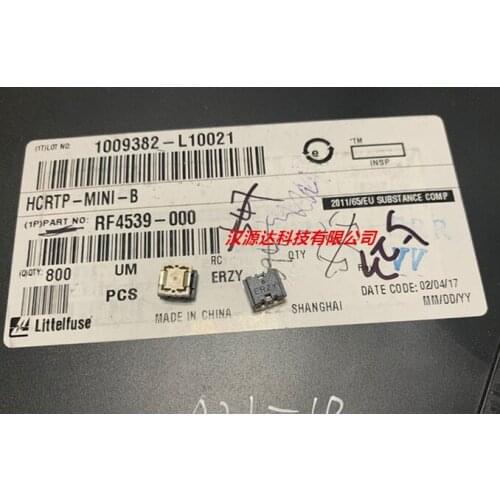 (1T)LOT NO: 1009382-L10021
e
"TM
INSP
HCRTP-MINI-B
2011/65/EU SUBSTANCE COMP
(1P)PART NO: RF4539-000
汉源达科技有限公司
(Q)QTY: 800 UM RC ERZY QTY
PCS
ERZY
DATE CODE: 02/04/17
MADE IN CHINA SHANGHAI MM/DD/YY
Littelfuse